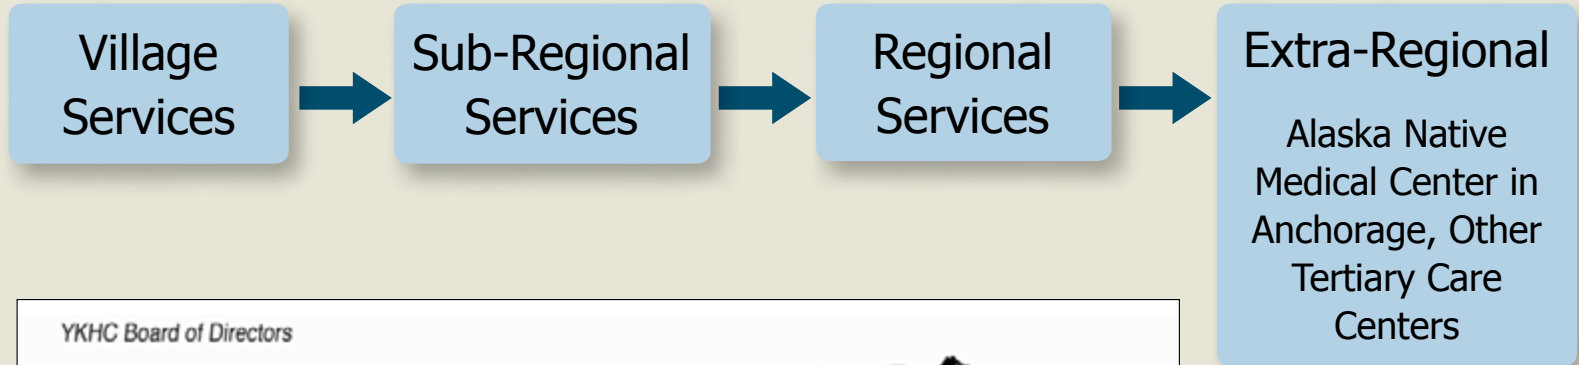 Village
Services
Sub-Regional
Services
Regional
Services
Extra-Regional
Alaska Native
Medical Center in
Anchorage, Other
Tertiary Care
Centers
YKHC Board of Directors